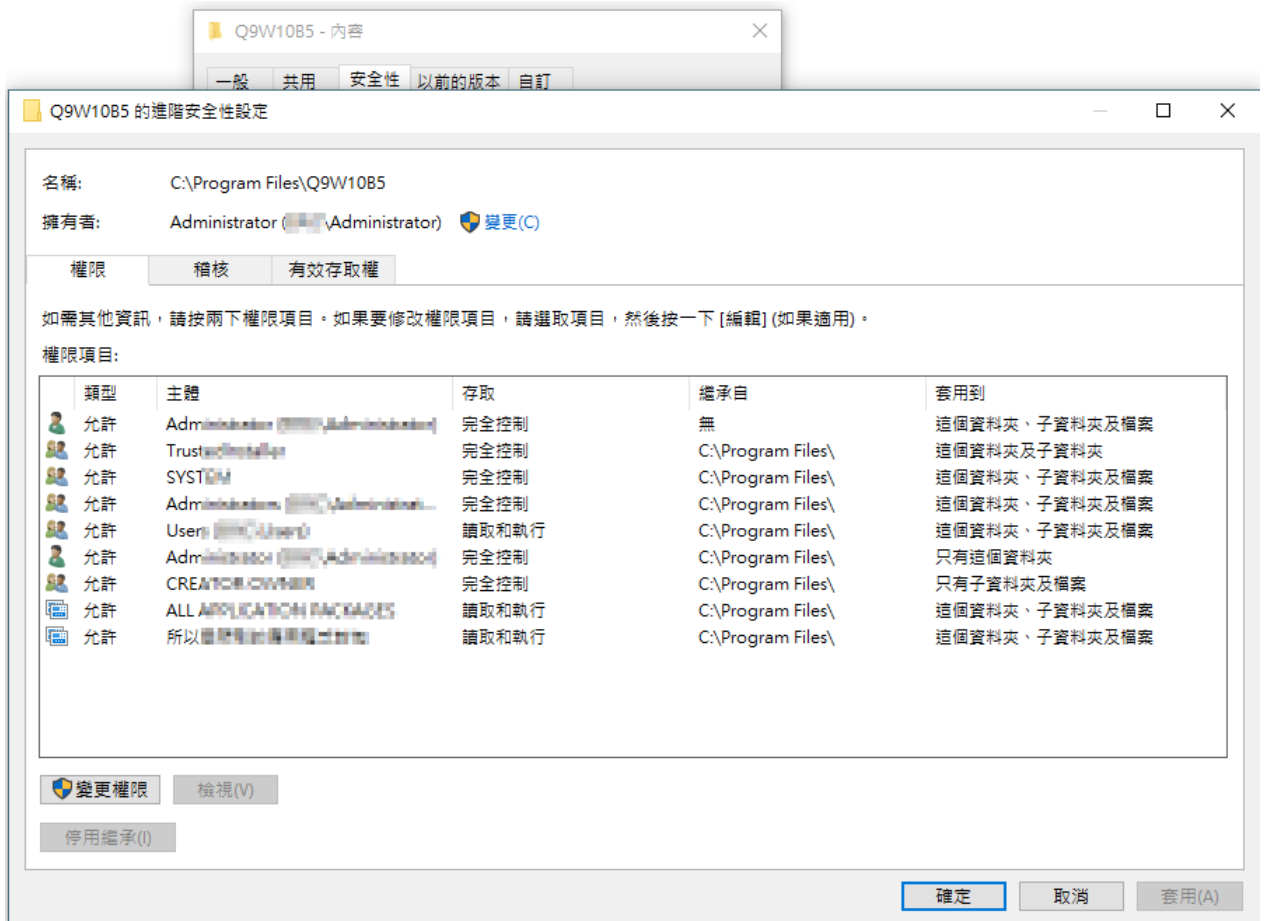 Q9W10B5 - 內容
一般 共用 安全性 以前的版本 自訂
Q9W10B5 的進階安全性設定
名稱: C:\Program Files\Q9W10B5
擁有者: Administrator ( \Administrator) 變更(C)
權限 稽核 有效存取權
如需其他資訊，請按兩下權限項目。如果要修改權限項目，請選取項目，然後按一下 [編輯] (如果適用)。
權限項目:
類型 主體 存取 繼承自 套用到
允許 完全控制 無 這個資料夾、子資料夾及檔案
允許 完全控制 C:\Program Files\ 這個資料夾及子資料夾
允許 完全控制 C:\Program Files\ 這個資料夾、子資料夾及檔案
允許 完全控制 C:\Program Files\ 這個資料夾、子資料夾及檔案
允許 讀取和執行 C:\Program Files\ 這個資料夾、子資料夾及檔案
允許 完全控制 C:\Program Files\ 只有這個資料夾
允許 完全控制 C:\Program Files\ 只有子資料夾及檔案
允許 ALL 讀取和執行 C:\Program Files\ 這個資料夾、子資料夾及檔案
允許 所以 讀取和執行 C:\Program Files\ 這個資料夾、子資料夾及檔案
變更權限 檢視(V)
停用繼承(I)
確定 取消 套用(A)